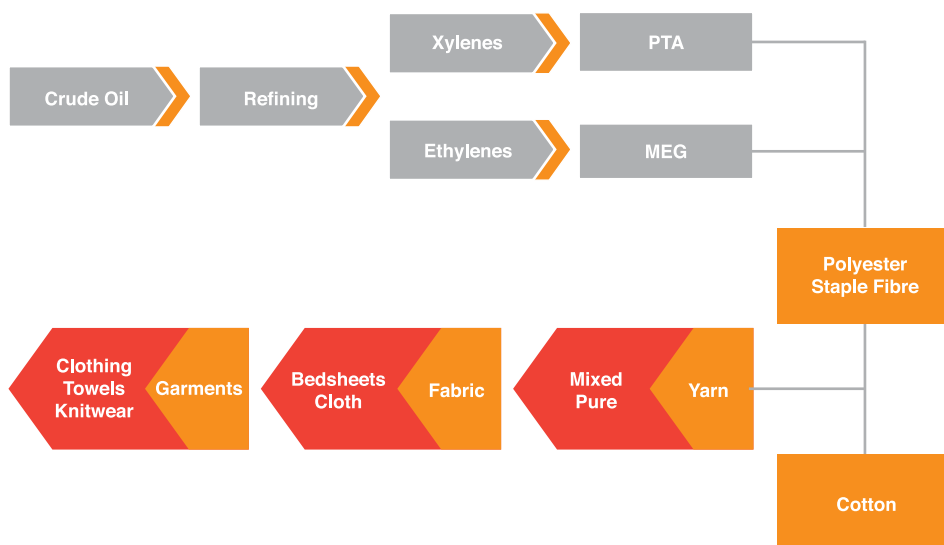 Xylenes
PTA
Crude Oil
Refining
Ethylenes
MEG
Polyester
Staple Fibre
Clothing
Towels
Knitwear
Garments
Bedsheets
Cloth
Fabric
Mixed
Pure
Yarn
Cotton